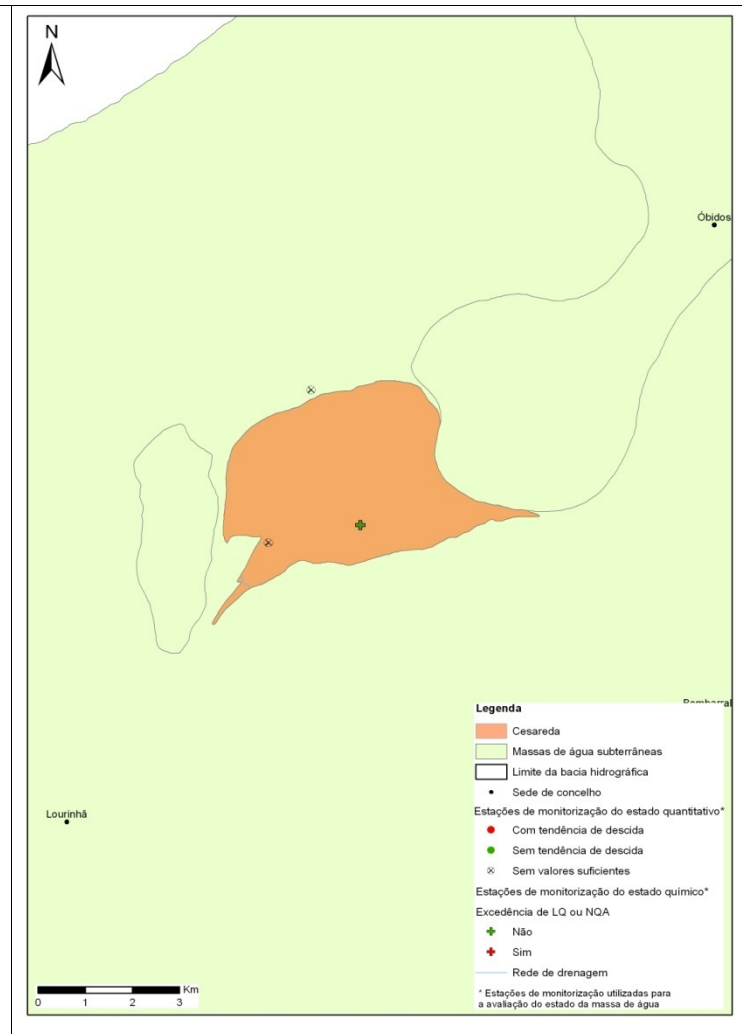 N
Óbidos
Bombarral
Lourinhã
Legenda
Cesareda
Massas de água subterrâneas
Limite da bacia hidrográfica
Sede de concelho
Estações de monitorização do estado quantitativo*
Com tendência de descida
Sem tendência de descida
Sem valores suficientes
Estações de monitorização do estado químico*
Excedência de LQ ou NQA
Não
Sim
Rede de drenagem
* Estações de monitorização utilizadas para
a avaliação do estado da massa de água
Km
0 1 2 3